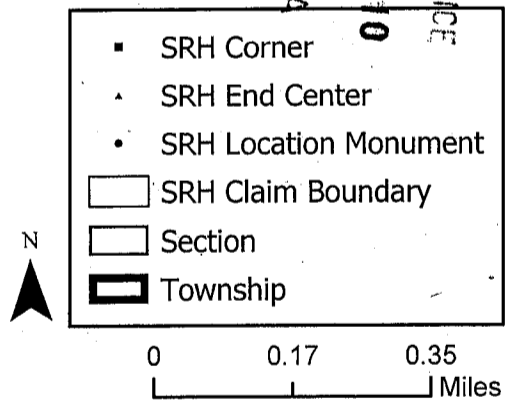 SRH Corner
SRH End Center
SRH Location Monument
SRH Claim Boundary
Section
Township
N
0 0.17 0.35
Miles